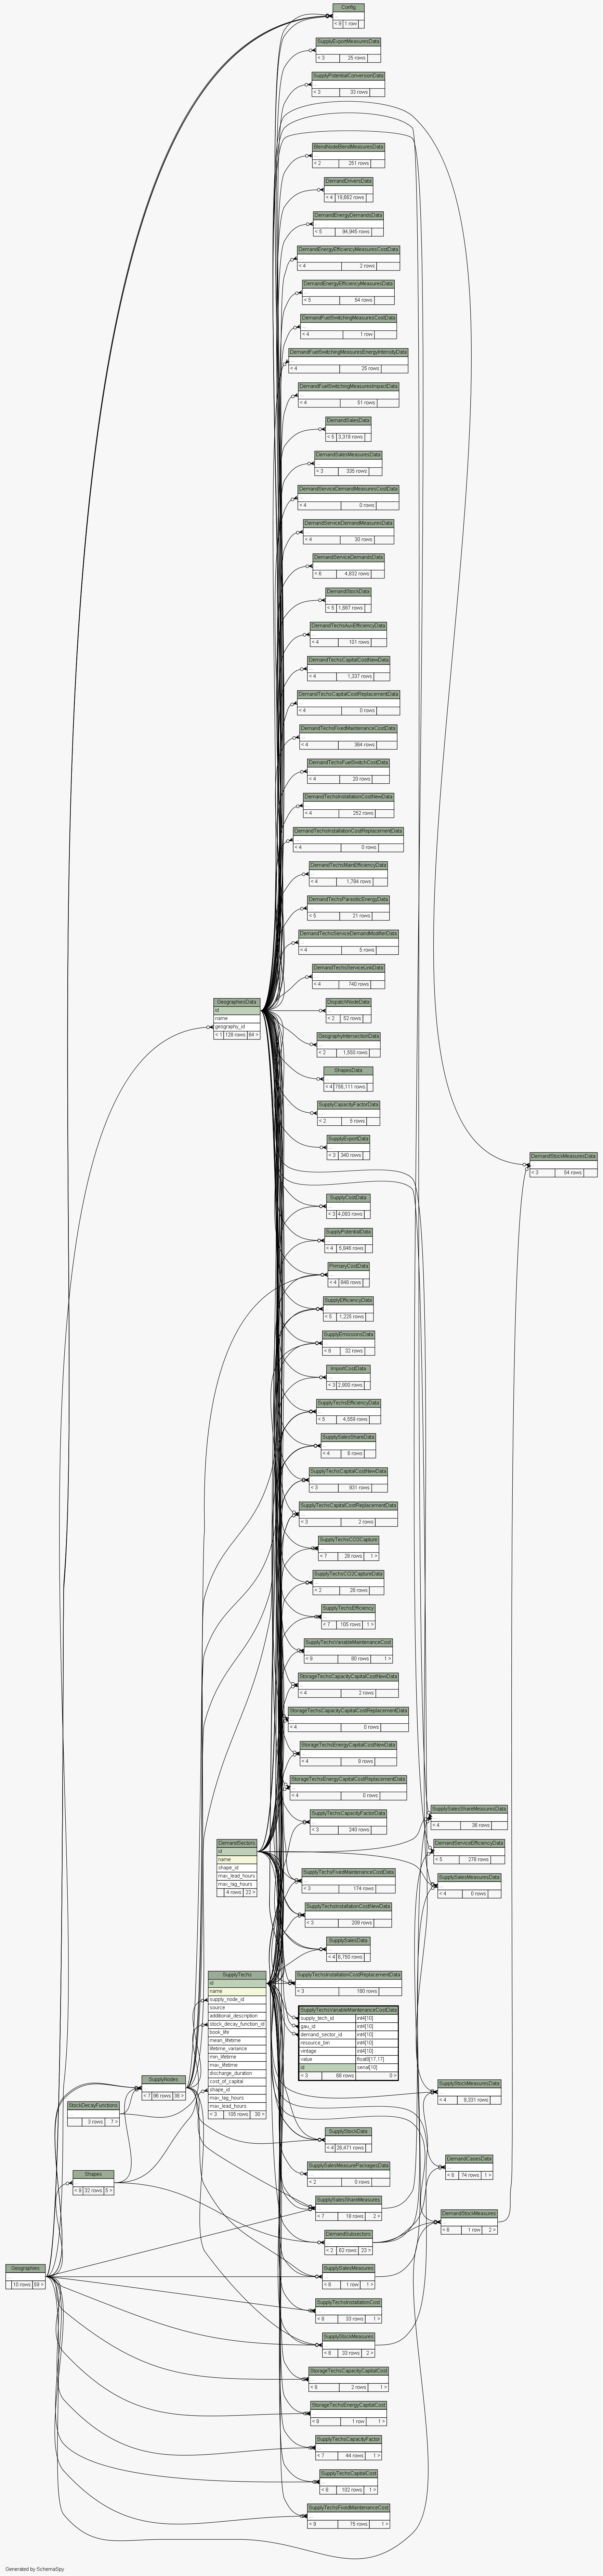 Config
< 9 1 row
SupplyExportMeasuresData
< 3 25 rows
SupplyPotentialConversionData
< 3 33 rows
BlendNodeBlendMeasuresData
< 2 251 rows
DemandDriversData
< 4 19,662 rows
DemandEnergyDemandsData
< 5 94,945 rows
DemandEnergyEfficiencyMeasuresCostData
< 4 2 rows
DemandEnergyEfficiencyMeasuresData
< 5 54 rows
DemandFuelSwitchingMeasuresCostData
< 4 1 row
DemandFuelSwitchingMeasuresEnergyIntensityData
< 4 25 rows
DemandFuelSwitchingMeasuresImpactData
< 4 51 rows
DemandSalesData
< 5 3,319 rows
DemandSalesMeasuresData
< 3 335 rows
DemandServiceDemandMeasuresCostData
< 4 0 rows
DemandServiceDemandMeasuresData
< 4 30 rows
DemandServiceDemandsData
< 6 4,832 rows
DemandStockData
< 5 1,667 rows
DemandTechsAuxEfficiencyData
< 4 101 rows
DemandTechsCapitalCostNewData
< 4 1,337 rows
DemandTechsCapitalCostReplacementData
< 4 0 rows
DemandTechsFixedMaintenanceCostData
< 4 364 rows
DemandTechsFuelSwitchCostData
< 4 20 rows
DemandTechsInstallationCostNewData
< 4 252 rows
DemandTechsInstallationCostReplacementData
< 4 0 rows
DemandTechsMainEfficiencyData
< 4 1,794 rows
DemandTechsParasiticEnergyData
< 5 21 rows
DemandTechsServiceDemandModifierData
< 4 5 rows
DemandTechsServiceLinkData
< 4 740 rows
GeographiesData
id
name
geography_id
< 1 128 rows 64 >
DispatchNodeData
< 2 52 rows
GeographyIntersectionData
< 2 1,550 rows
ShapesData
< 4 756,111 rows
SupplyCapacityFactorData
< 2 5 rows
SupplyExportData
< 3 340 rows
DemandStockMeasuresData
< 3 54 rows
SupplyCostData
< 3 4,083 rows
SupplyPotentialData
< 4 5,846 rows
PrimaryCostData
< 4 946 rows
SupplyEfficiencyData
< 5 1,225 rows
SupplyEmissionsData
< 6 32 rows
ImportCostData
< 3 2,900 rows
SupplyTechsEfficiencyData
< 5 4,559 rows
SupplySalesShareData
< 4 6 rows
SupplyTechsCapitalCostNewData
< 3 931 rows
SupplyTechsCapitalCostReplacementData
< 3 2 rows
SupplyTechsCO2Capture
< 7 28 rows 1 >
SupplyTechsCO2CaptureData
< 2 28 rows
SupplyTechsEfficiency
< 7 105 rows 1 >
SupplyTechsVariableMaintenanceCost
< 9 80 rows 1 >
StorageTechsCapacityCapitalCostNewData
< 4 2 rows
StorageTechsCapacityCapitalCostReplacementData
< 4 0 rows
StorageTechsEnergyCapitalCostNewData
< 4 9 rows
StorageTechsEnergyCapitalCostReplacementData
< 4 0 rows
SupplySalesShareMeasuresData
< 4 36 rows
SupplyTechsCapacityFactorData
< 3 240 rows
DemandSectors
id
name
shape_id
max_lead_hours
max_lag_hours
4 rows 22 >
DemandServiceEfficiencyData
< 5 278 rows
SupplyTechsFixedMaintenanceCostData
< 3 174 rows
SupplySalesMeasuresData
< 4 0 rows
SupplyTechsInstallationCostNewData
< 3 209 rows
SupplySalesData
< 4 8,750 rows
SupplyTechs
id
name
supply_node_id
source
additional_description
stock_decay_function_id
book_life
mean_lifetime
lifetime_variance
min_lifetime
max_lifetime
discharge_duration
cost_of_capital
shape_id
max_lag_hours
max_lead_hours
< 3 105 rows 30 >
SupplyTechsInstallationCostReplacementData
< 3 180 rows
SupplyTechsVariableMaintenanceCostData
supply_tech_id int4[10]
gau_id int4[10]
demand_sector_id int4[10]
resource_bin int4[10]
vintage int4[10]
value float8[17,17]
id serial[10]
< 3 68 rows 0 >
SupplyNodes
< 7 96 rows 38 >
SupplyStockMeasuresData
< 4 9,331 rows
StockDecayFunctions
3 rows 7 >
SupplyStockData
< 4 26,471 rows
DemandCasesData
< 8 74 rows 1 >
SupplySalesMeasurePackagesData
< 2 0 rows
Shapes
< 9 32 rows 5 >
SupplySalesShareMeasures
< 7 18 rows 2 >
DemandStockMeasures
< 6 1 row 2 >
DemandSubsectors
< 2 62 rows 23 >
Geographies
10 rows 59 >
SupplySalesMeasures
< 8 1 row 1 >
SupplyTechsInstallationCost
< 8 33 rows 1 >
SupplyStockMeasures
< 6 33 rows 2 >
StorageTechsCapacityCapitalCost
< 8 2 rows 1 >
StorageTechsEnergyCapitalCost
< 9 1 row 1 >
SupplyTechsCapacityFactor
< 7 44 rows 1 >
SupplyTechsCapitalCost
< 8 102 rows 1 >
SupplyTechsFixedMaintenanceCost
< 8 75 rows 1 >
Generated by SchemaSpy